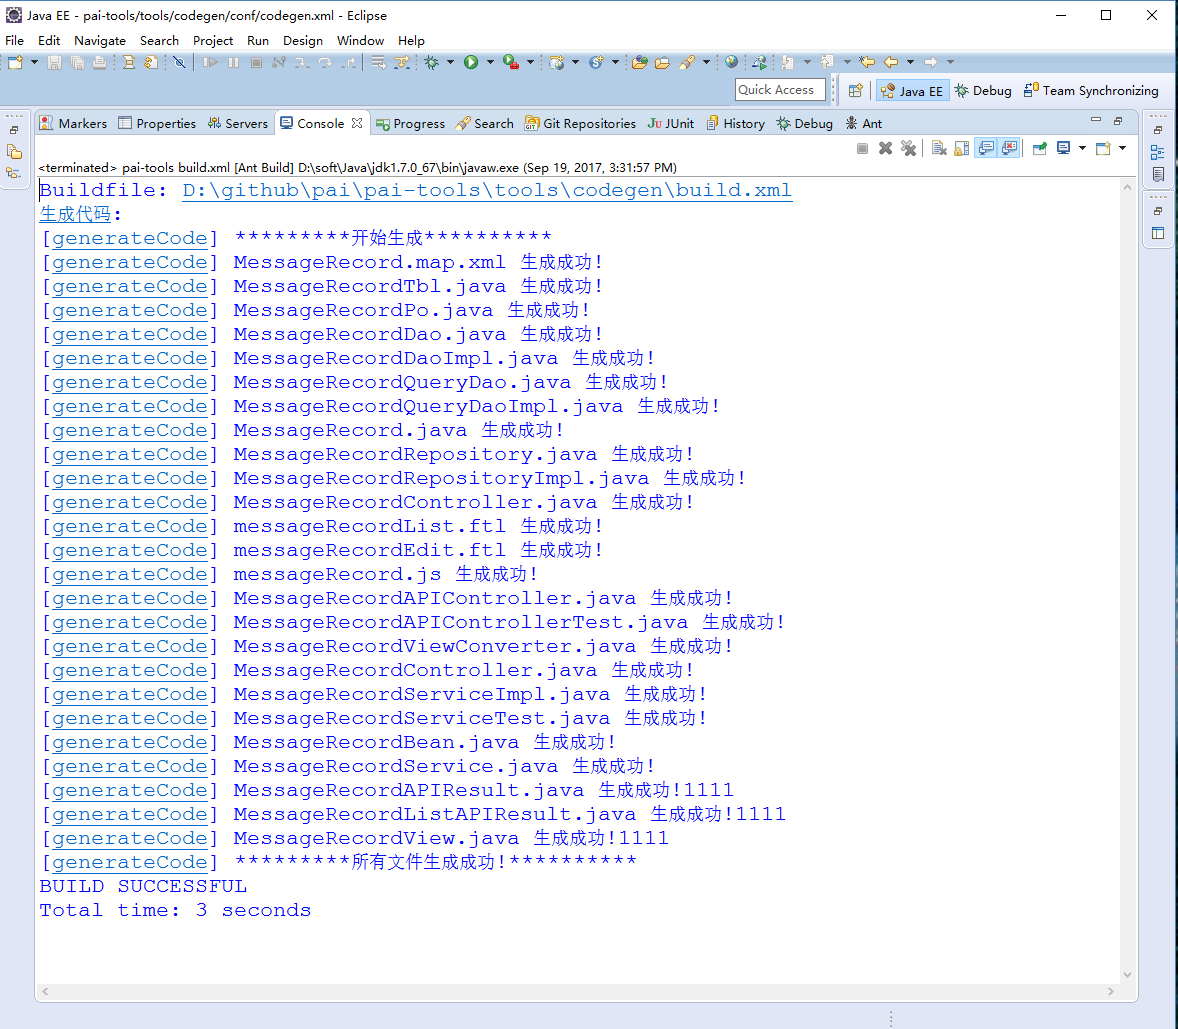 Java EE - pai-tools/tools/codegen/conf/codegen.xml - Eclipse
File Edit Navigate Search Project Run Design Window Help
Quick Access
Java EE Debug Team Synchronizing
Markers Properties Servers Console Progress Search Git Repositories JUnit History Debug Ant
<terminated> pai-tools build.xml [Ant Build] D:\soft\Java\jdk1.7.0_67\bin\javaw.exe (Sep 19, 2017, 3:31:57 PM)
Buildfile: D:\github\pai\pai-tools\tools\codegen\build.xml
生成代码:
[generateCode] *********开始生成**********
[generateCode] MessageRecord.map.xml 生成成功!
[generateCode] MessageRecordTbl.java 生成成功!
[generateCode] MessageRecordPo.java 生成成功!
[generateCode] MessageRecordDao.java 生成成功!
[generateCode] MessageRecordDaoImpl.java 生成成功!
[generateCode] MessageRecordQueryDao.java 生成成功!
[generateCode] MessageRecordQueryDaoImpl.java 生成成功!
[generateCode] MessageRecord.java 生成成功!
[generateCode] MessageRecordRepository.java 生成成功!
[generateCode] MessageRecordRepositoryImpl.java 生成成功!
[generateCode] MessageRecordController.java 生成成功!
[generateCode] messageRecordList.ftl 生成成功!
[generateCode] messageRecordEdit.ftl 生成成功!
[generateCode] messageRecord.js 生成成功!
[generateCode] MessageRecordAPIController.java 生成成功!
[generateCode] MessageRecordAPIControllerTest.java 生成成功!
[generateCode] MessageRecordViewConverter.java 生成成功!
[generateCode] MessageRecordController.java 生成成功!
[generateCode] MessageRecordServiceImpl.java 生成成功!
[generateCode] MessageRecordServiceTest.java 生成成功!
[generateCode] MessageRecordBean.java 生成成功!
[generateCode] MessageRecordService.java 生成成功!
[generateCode] MessageRecordAPIResult.java 生成成功!1111
[generateCode] MessageRecordListAPIResult.java 生成成功!1111
[generateCode] MessageRecordView.java 生成成功!1111
[generateCode] *********所有文件生成成功!**********
BUILD SUCCESSFUL
Total time: 3 seconds